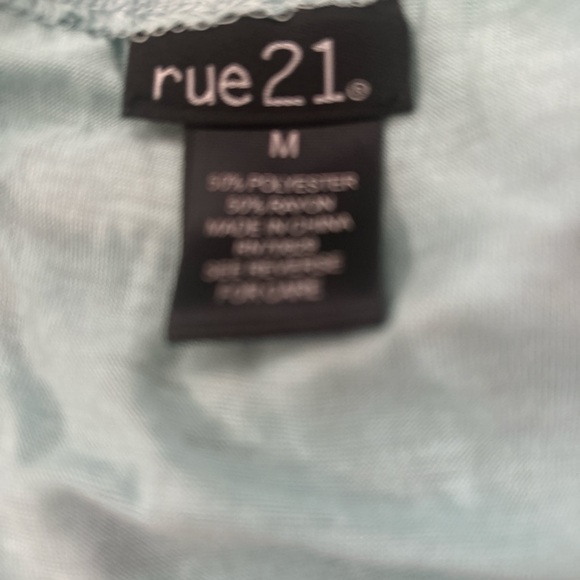 rue21®
M
50% POLYESTER
50% RAYON
MADE IN CHINA
SEE REVERSE
FOR CARE